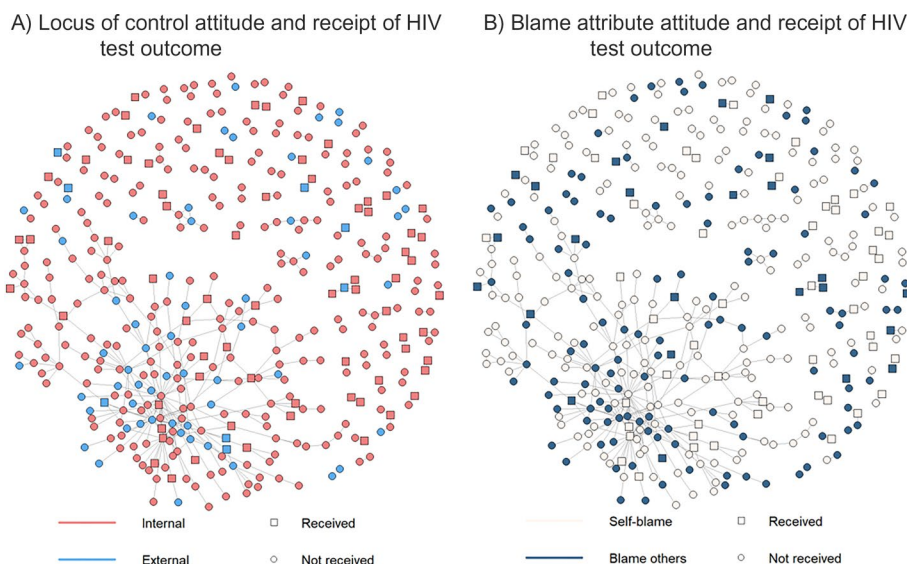 A) Locus of control attitude and receipt of HIV
test outcome
B) Blame attribute attitude and receipt of HIV
test outcome
Internal
Received
External
Not received
Self-blame
Received
Blame others
Not received